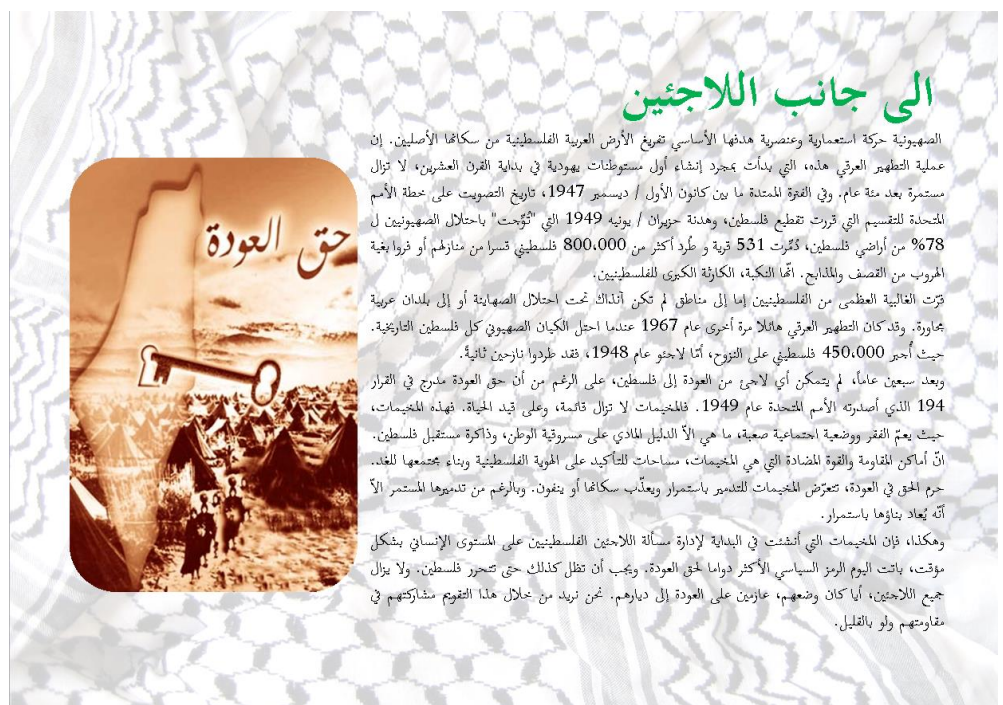 الى جانب اللاجئين
الصهيونية حركة استعمارية وعنصرية هدفها الأساسي تفريغ الأرض العربية الفلسطينية من سكانها الأصليين. إن
عملية التطهير العرقي هذه، التي بدأت بمجرد إنشاء أول مستوطنات يهودية في بداية القرن العشرين، لا تزال
مستمرة بعد مئة عام. وفي الفترة الممتدة ما بين كانون الأول / ديسمبر 1947، تاريخ التصويت على خطة الأمم
المتحدة للتقسيم التي قررت تقطيع فلسطين، وهدنة حزيران / يونيه 1949 التي "تُوِّجت" باحتلال الصهيونيين ل
78% من أراضي فلسطين، دُمِّرت 531 قرية و طُرد أكثر من 800،000 فلسطيني قسرا من منازلهم أو فروا بغية
الهروب من القصف والمذابح. انّها النكبة، الكارثة الكبرى للفلسطينيين.
فرّت الغالبية العظمى من الفلسطينيين إما إلى مناطق لم تكن آنذاك تحت احتلال الصهاينة أو إلى بلدان عربية
مجاورة. وقد كان التطهير العرقي هائلا مرة أخرى عام 1967 عندما احتل الكيان الصهيوني كل فلسطين التاريخية.
حيث أُجبر 450،000 فلسطيني على النزوح، أمّا لاجئو عام 1948، فقد طردوا نازحين ثانيةً.
وبعد سبعين عاماً، لم يتمكن أي لاجئ من العودة إلى فلسطين، على الرغم من أن حق العودة مدرج في القرار
194 الذي أصدرته الأمم المتحدة عام 1949. فالمخيمات لا تزال قائمة، وعلى قيد الحياة. فهذه المخيمات،
حيث يعمّ الفقر ووضعية اجتماعية صعبة، ما هي الاّ الدليل المادي على مسروقية الوطن، وذاكرة مستقبل فلسطين.
انّ أماكن المقاومة والقوة المضادة التي هي المخيمات، مساحات للتأكيد على الهوية الفلسطينية وبناء مجتمعها للغد.
حرم الحق في العودة، تتعرّض المخيمات للتدمير باستمرار ويعذّب سكانها أو ينفون. وبالرغم من تدميرها المستمر الاّ
أنّه يُعاد بناؤها باستمرار.
وهكذا، فإن المخيمات التي أنشئت في البداية لإدارة مسألة اللاجئين الفلسطينيين على المستوى الإنساني بشكل
مؤقت، باتت اليوم الرمز السياسي الأكثر دواما لحق العودة. ويجب أن تظل كذلك حتى تتحرر فلسطين. ولا يزال
جميع اللاجئين، أيا كان وضعهم، عازمين على العودة إلى ديارهم. نحن نريد من خلال هذا التقويم مشاركتهم في
مقاومتهم ولو بالقليل.
حق العودة